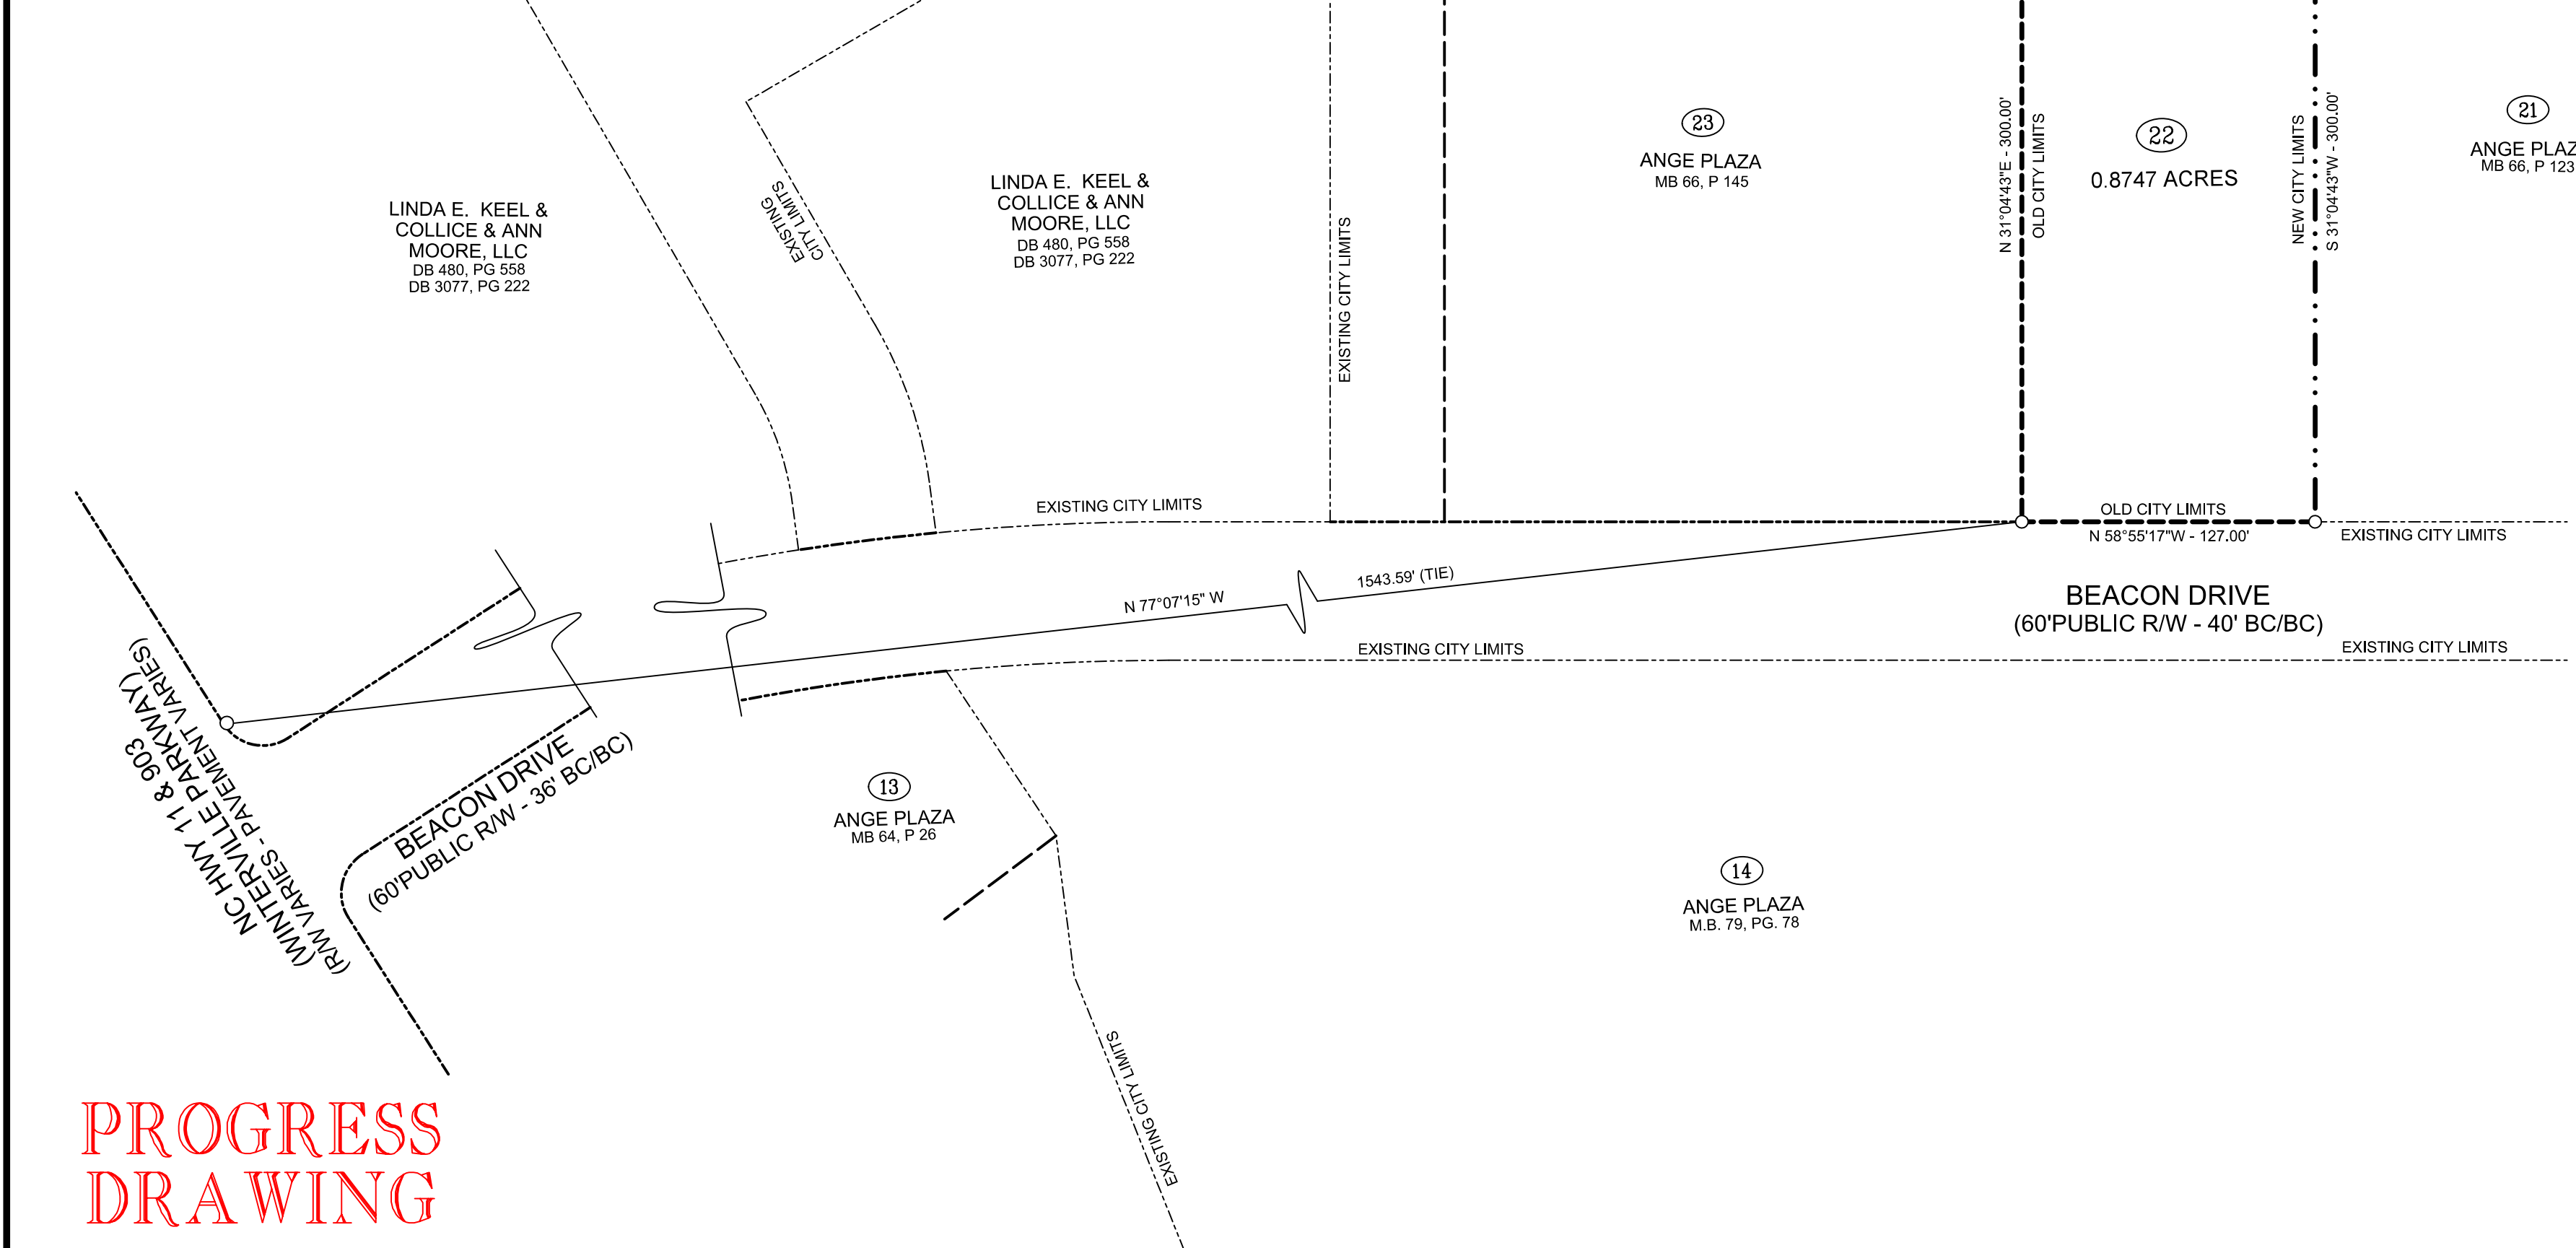 LINDA E. KEEL &
COLLICE & ANN
MOORE, LLC
DB 480, PG 558
DB 3077, PG 222
EXISTING
CITY LIMITS
LINDA E. KEEL &
COLLICE & ANN
MOORE, LLC
DB 480, PG 558
DB 3077, PG 222
EXISTING CITY LIMITS
23
ANGE PLAZA
MB 66, P 145
N 31°04'43"E - 300.00'
OLD CITY LIMITS
22
0.8747 ACRES
NEW CITY LIMITS
S 31°04'43"W - 300.00'
21
ANGE PLAZ
MB 66, P 123
EXISTING CITY LIMITS
OLD CITY LIMITS
N 58°55'17"W - 127.00'
EXISTING CITY LIMITS
N 77°07'15" W
1543.59' (TIE)
BEACON DRIVE
(60'PUBLIC R/W - 40' BC/BC)
EXISTING CITY LIMITS
EXISTING CITY LIMITS
NC HWY 11 & 903
(WINTERVILLE PARKWAY)
(R/W VARIES - PAVEMENT VARIES)
BEACON DRIVE
(60'PUBLIC R/W - 36' BC/BC)
13
ANGE PLAZA
MB 64, P 26
14
ANGE PLAZA
M.B. 79, PG. 78
EXISTING CITY LIMITS
PROGRESS
DRAWING